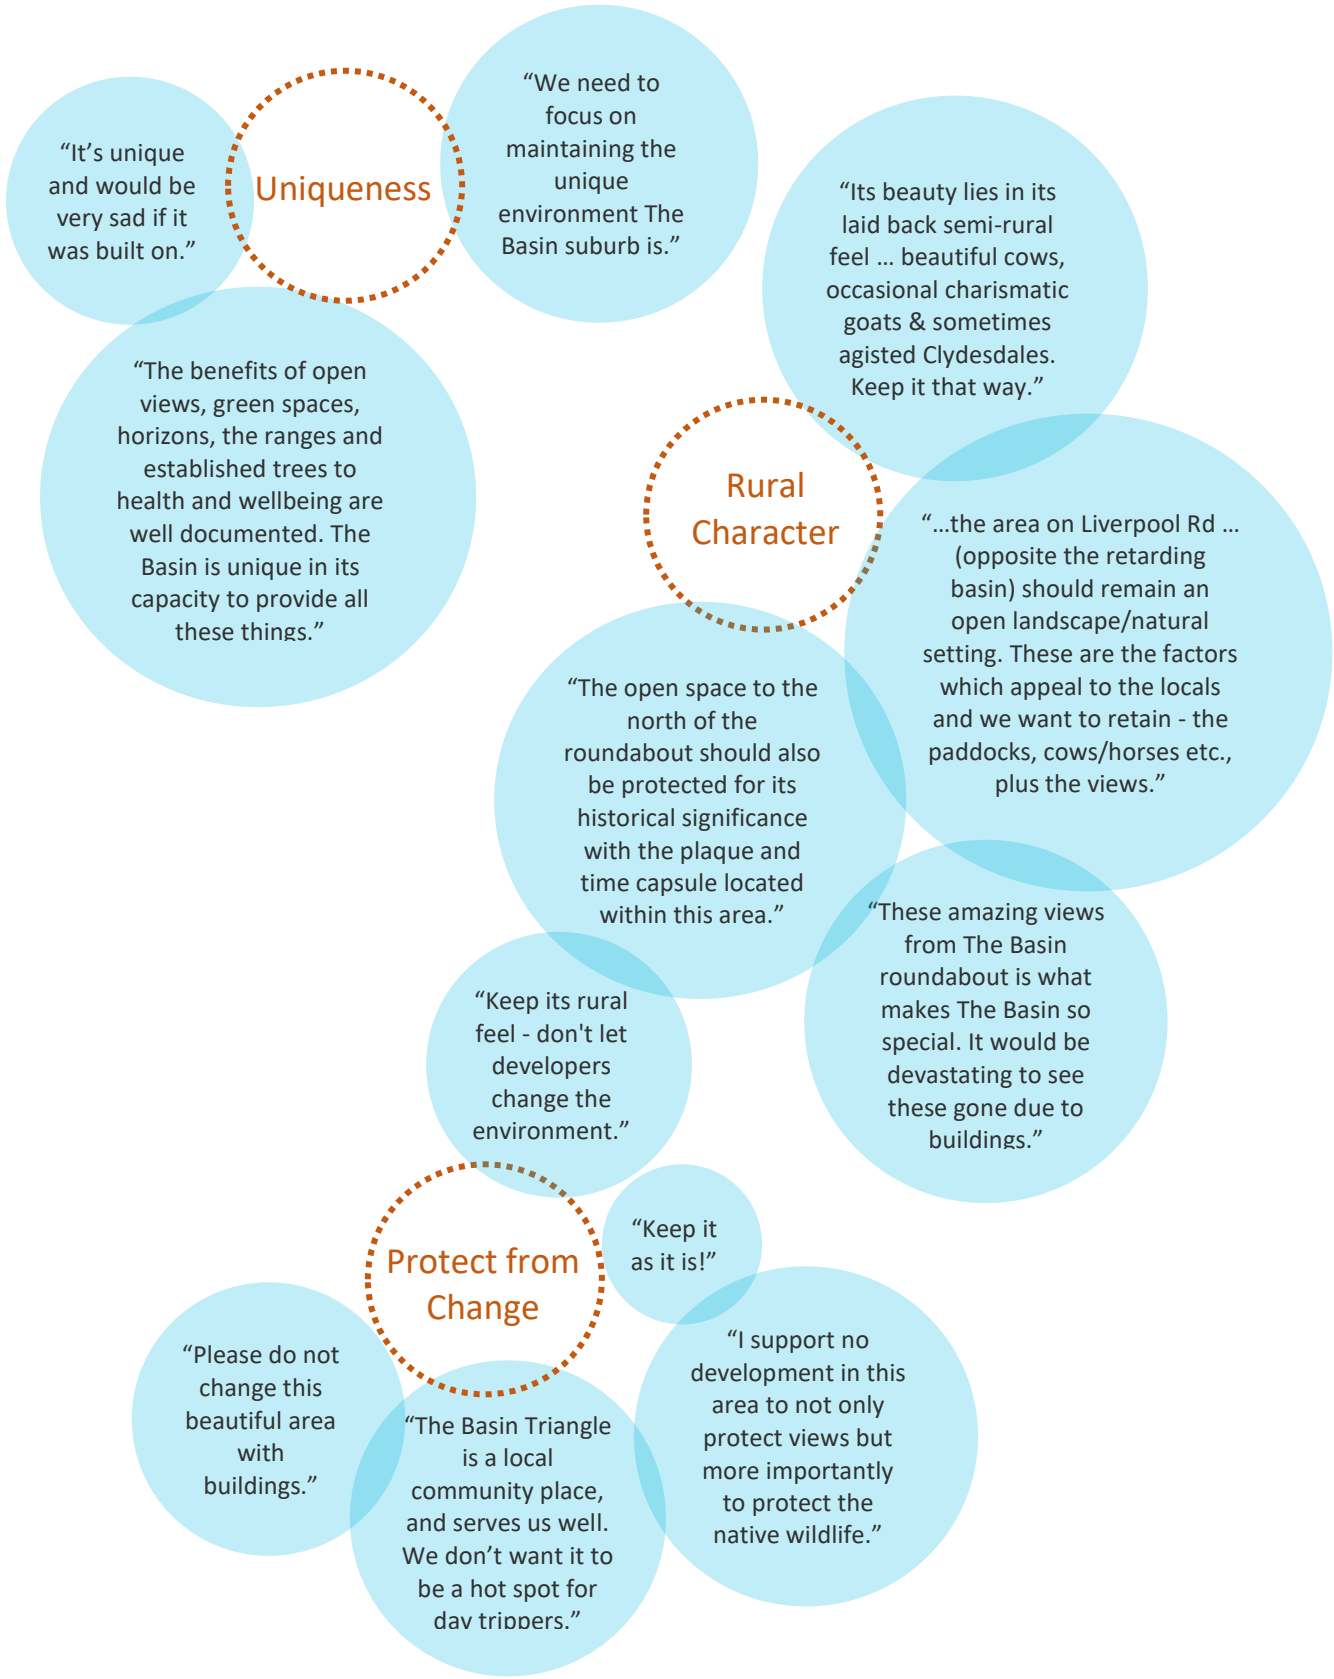 “It’s unique
and would be
very sad if it
was built on.”
Uniqueness
“We need to
focus on
maintaining the
unique
environment The
Basin suburb is.”
“The benefits of open
views, green spaces,
horizons, the ranges and
established trees to
health and wellbeing are
well documented. The
Basin is unique in its
capacity to provide all
these things.”
“Its beauty lies in its
laid back semi-rural
feel … beautiful cows,
occasional charismatic
goats & sometimes
agisted Clydesdales.
Keep it that way.”
Rural
Character
“…the area on Liverpool Rd …
(opposite the retarding
basin) should remain an
open landscape/natural
setting. These are the factors
which appeal to the locals
and we want to retain - the
paddocks, cows/horses etc.,
plus the views.”
“The open space to the
north of the
roundabout should also
be protected for its
historical significance
with the plaque and
time capsule located
within this area.”
“These amazing views
from The Basin
roundabout is what
makes The Basin so
special. It would be
devastating to see
these gone due to
buildings.”
“Keep its rural
feel - don't let
developers
change the
environment.”
Protect from
Change
“Keep it
as it is!”
“Please do not
change this
beautiful area
with
buildings.”
“The Basin Triangle
is a local
community place,
and serves us well.
We don’t want it to
be a hot spot for
day trippers.”
“I support no
development in this
area to not only
protect views but
more importantly
to protect the
native wildlife.”